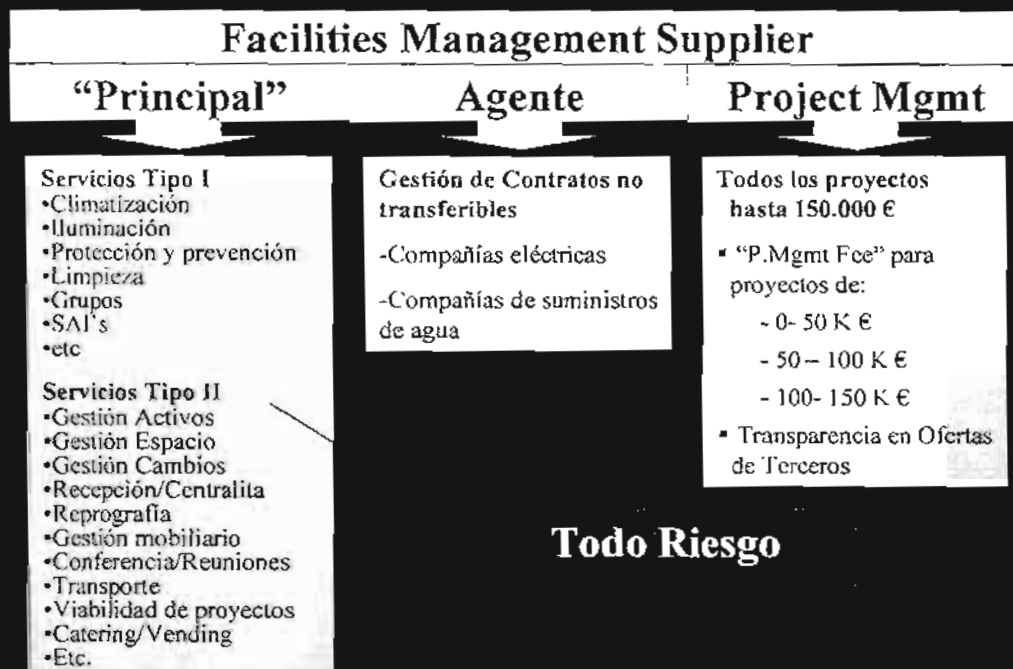 Facilities Management Supplier
“Principal”
Servicios Tipo I
•Climatización
•Iluminación
•Protección y prevención
•Limpieza
•Grupos
•SAI’s
•etc
Servicios Tipo II
•Gestión Activos
•Gestión Espacio
•Gestión Cambios
•Recepción/Centralita
•Reprografía
•Gestión mobiliario
•Conferencia/Reuniones
•Transporte
•Viabilidad de proyectos
•Catering/Vending
•Etc.
Agente
Gestión de Contratos no
transferibles
-Compañías eléctricas
-Compañías de suministros
de agua
Project Mgmt
Todos los proyectos
hasta 150.000 €
▪ “P.Mgmt Fee” para
proyectos de:
- 0- 50 K €
- 50 – 100 K €
- 100- 150 K €
▪ Transparencia en Ofertas
de Terceros
Todo Riesgo